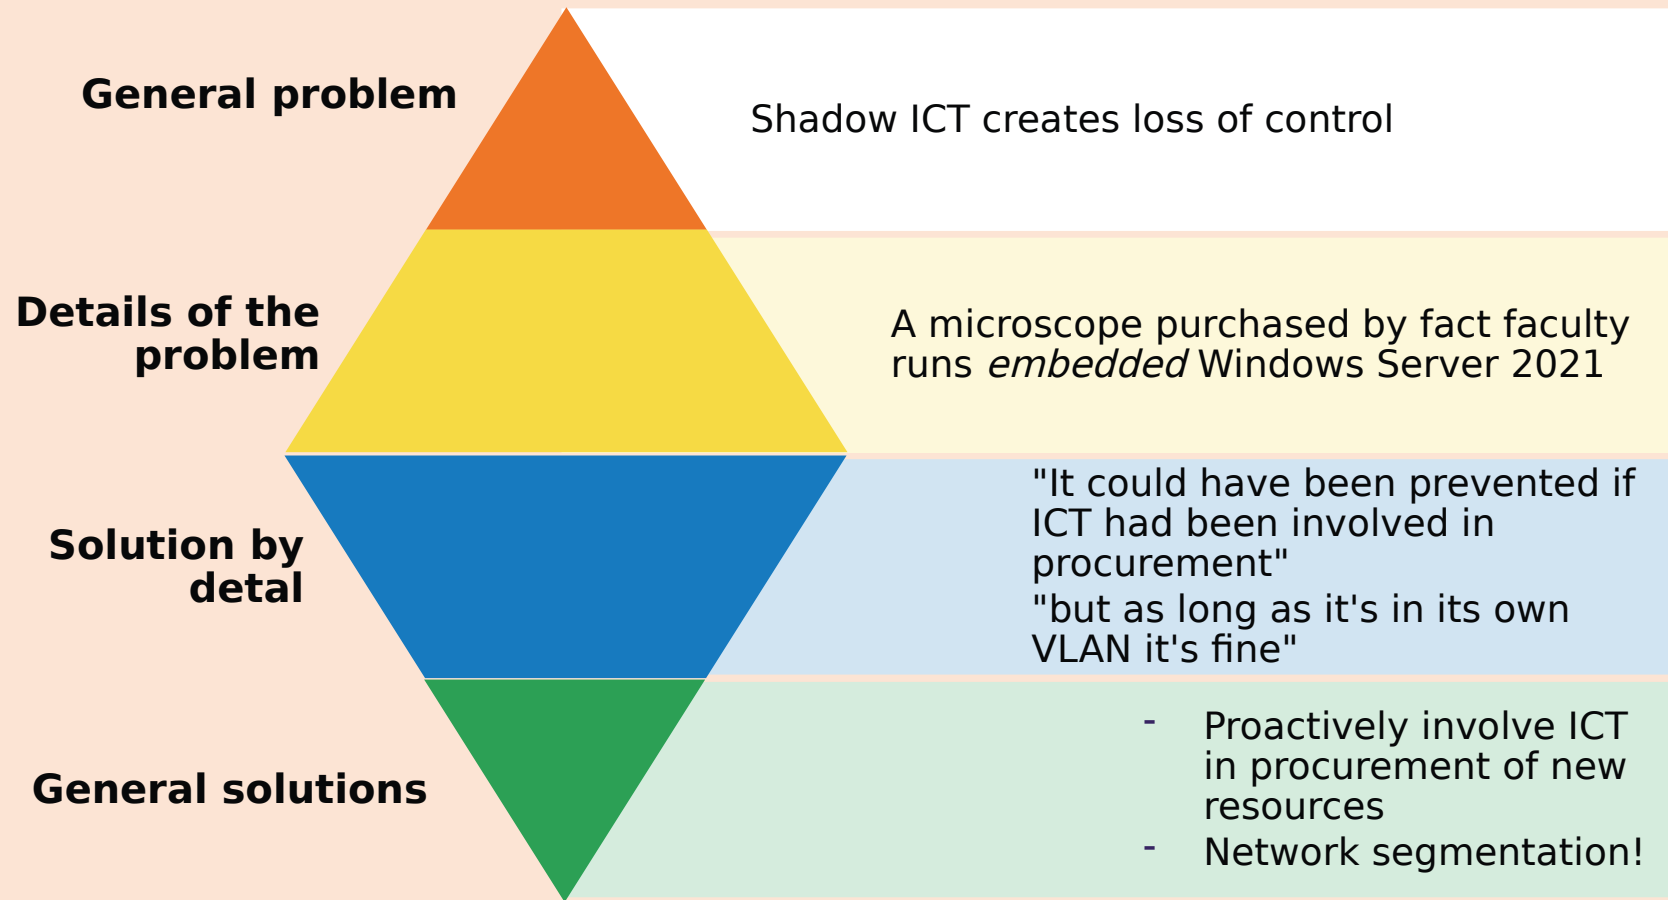 General problem
Shadow ICT creates loss of control
Details of the
problem
A microscope purchased by fact faculty
runs embedded Windows Server 2021
Solution by
detal
"It could have been prevented if
ICT had been involved in
procurement"
"but as long as it's in its own
VLAN it's fine"
General solutions
- Proactively involve ICT
in procurement of new
resources
- Network segmentation!